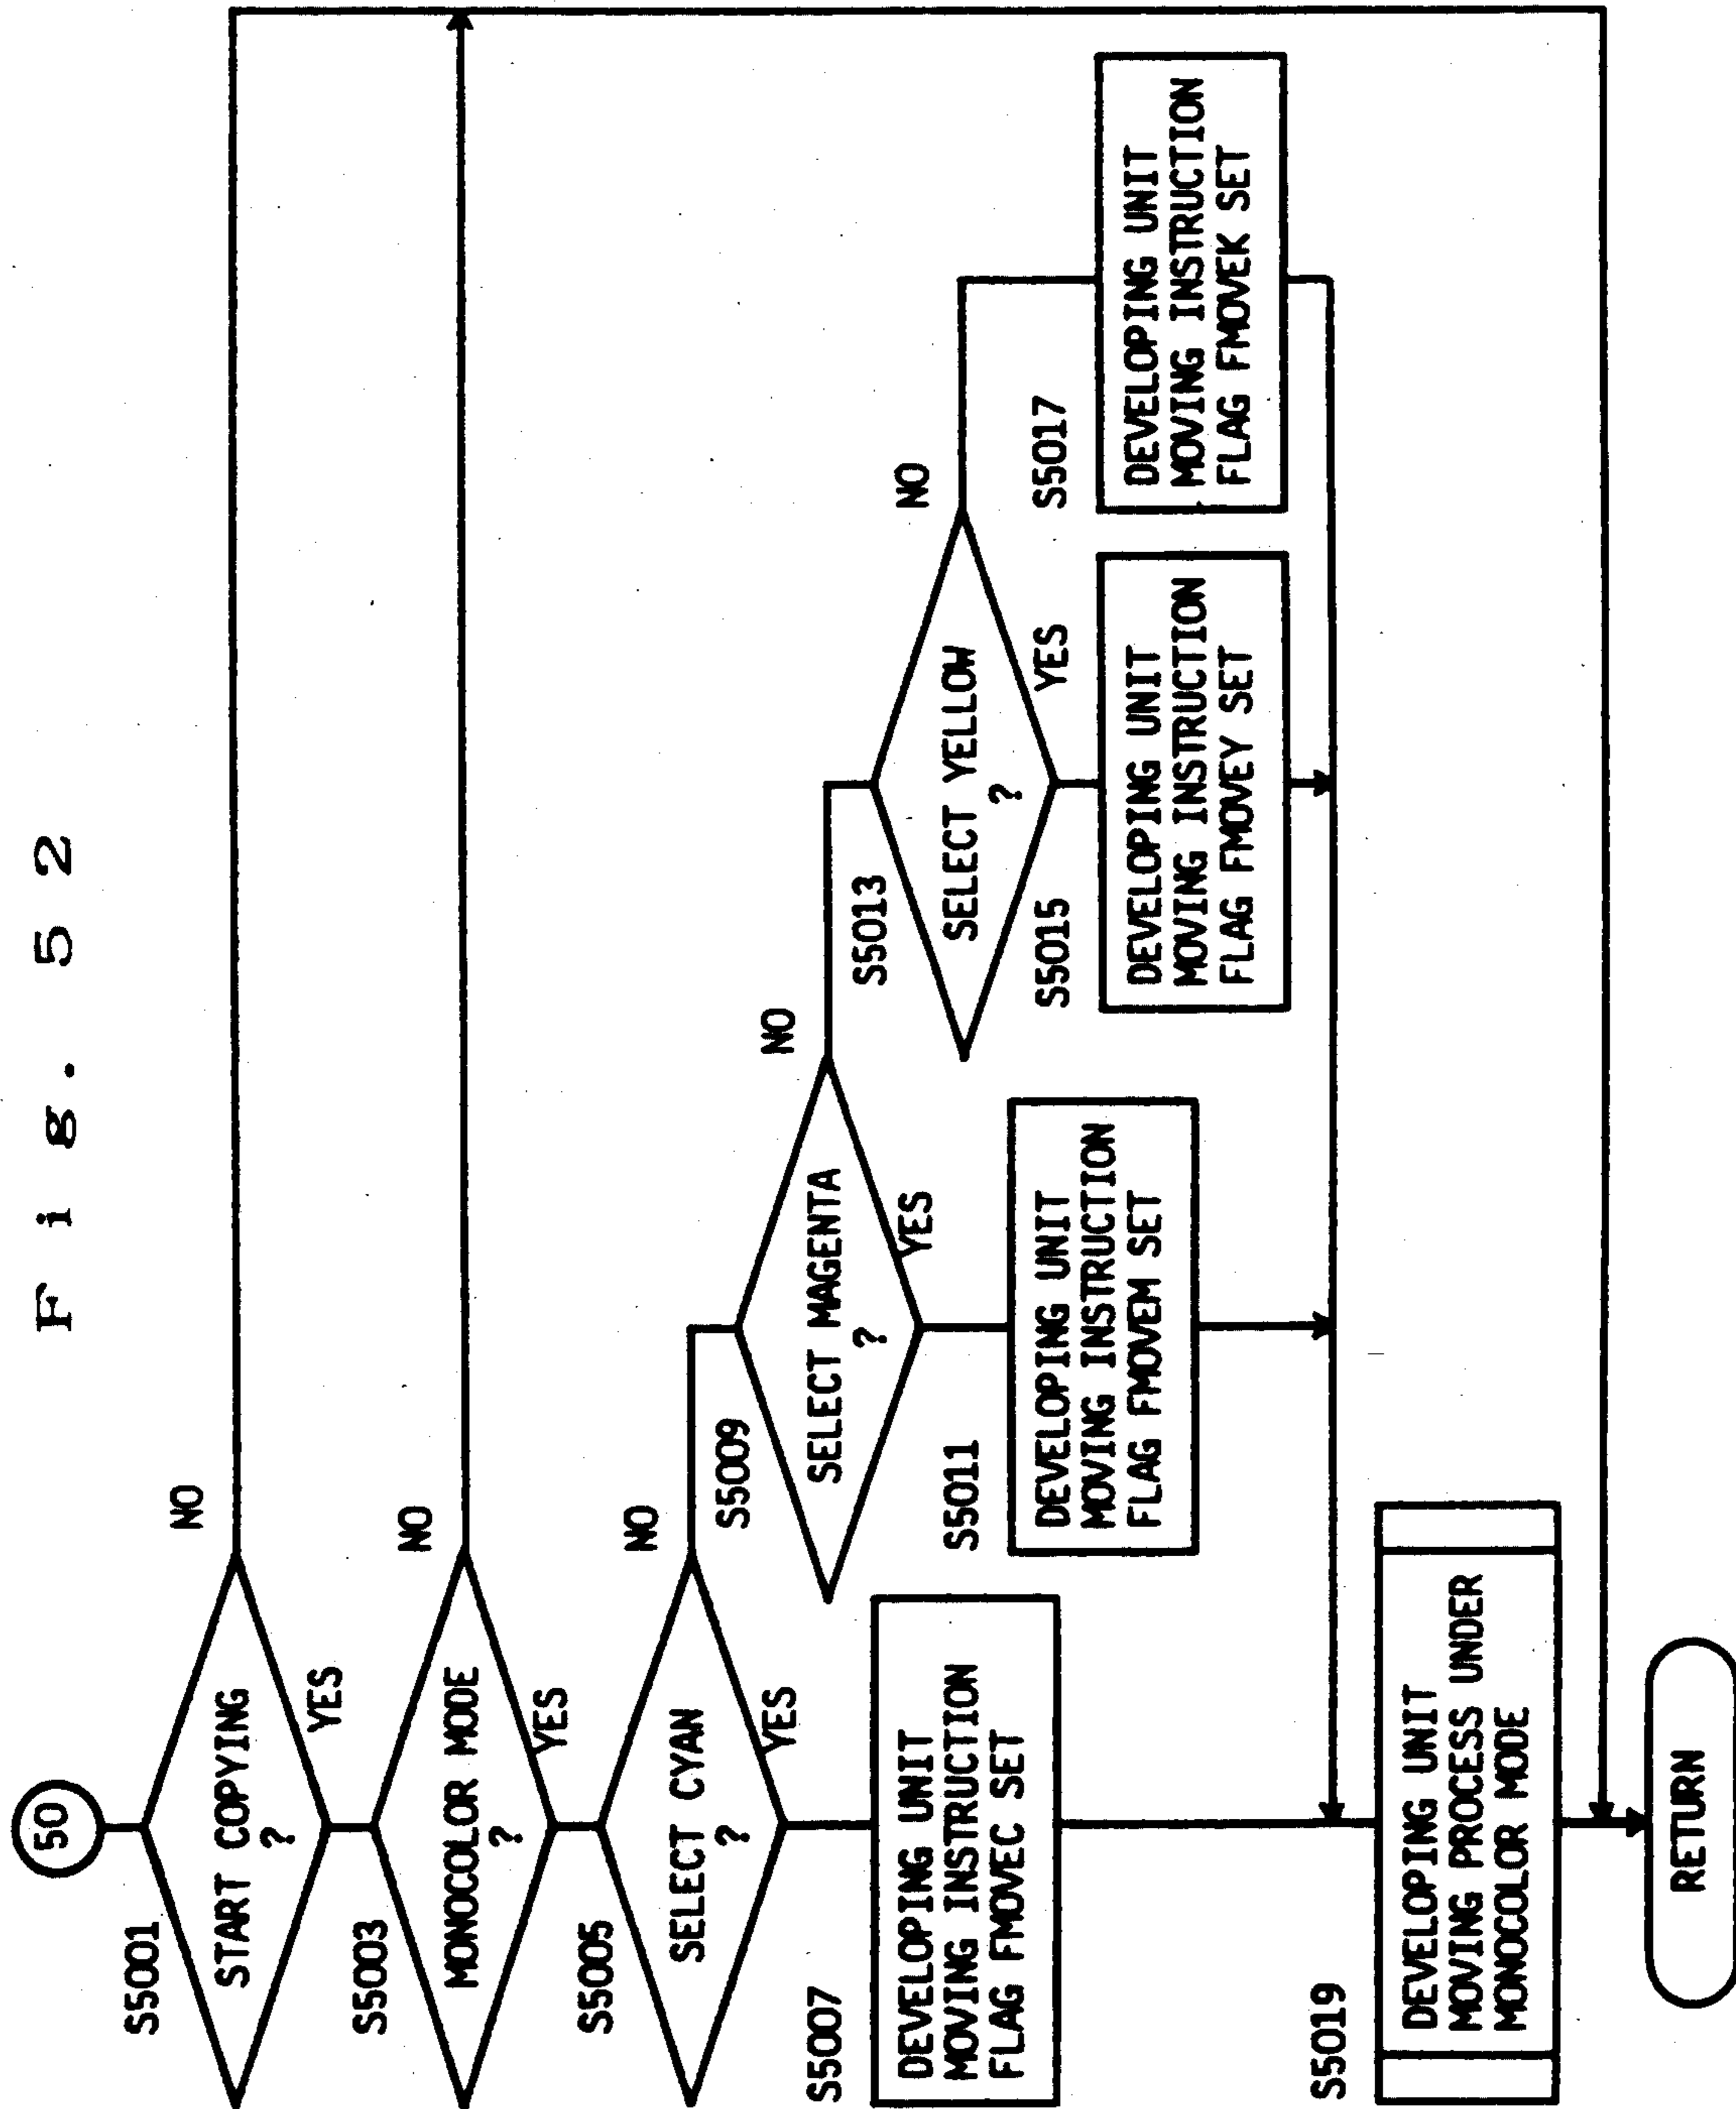 Fig. 52
50
S5001
START COPYING
?
NO
YES
S5003
MONOCOLOR MODE
?
NO
YES
S5005
SELECT CYAN
?
NO
YES
S5007
DEVELOPING UNIT
MOVING INSTRUCTION
FLAG FMOVEC SET
S5009
SELECT MAGENTA
?
NO
YES
S5011
DEVELOPING UNIT
MOVING INSTRUCTION
FLAG FMOVEM SET
S5013
SELECT YELLOW
?
NO
YES
S5015
DEVELOPING UNIT
MOVING INSTRUCTION
FLAG FMOVEY SET
S5017
DEVELOPING UNIT
MOVING INSTRUCTION
FLAG FMOVEK SET
S5019
DEVELOPING UNIT
MOVING PROCESS UNDER
MONOCOLOR MODE
RETURN